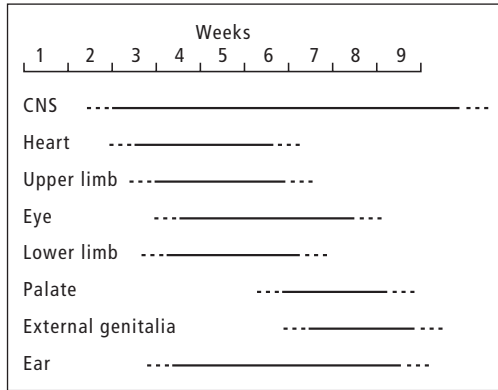 Weeks
1 2 3 4 5 6 7 8 9
CNS
Heart
Upper limb
Eye
Lower limb
Palate
External genitalia
Ear